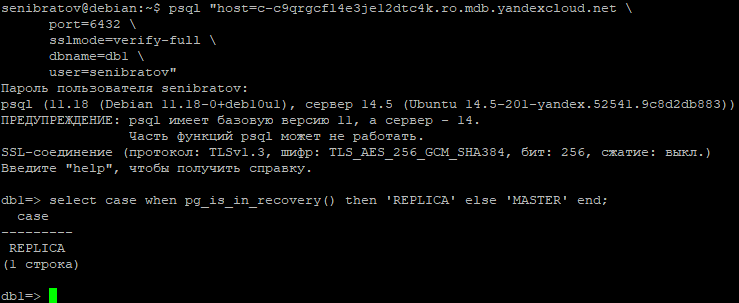 senibratov@debian:~$ psql "host=c-c9qrgcfl4e3je12dtc4k.ro.mdb.yandexcloud.net \
port=6432 \
sslmode=verify-full \
dbname=db1 \
user=senibratov"
Пароль пользователя senibratov:
psql (11.18 (Debian 11.18-0+deb10u1), сервер 14.5 (Ubuntu 14.5-201-yandex.52541.9c8d2db883))
ПРЕДУПРЕЖДЕНИЕ: psql имеет базовую версию 11, а сервер - 14.
Часть функций psql может не работать.
SSL-соединение (протокол: TLSv1.3, шифр: TLS_AES_256_GCM_SHA384, бит: 256, сжатие: выкл.)
Введите "help", чтобы получить справку.
db1=> select case when pg_is_in_recovery() then 'REPLICA' else 'MASTER' end;
case
---------
REPLICA
(1 строка)
db1=>